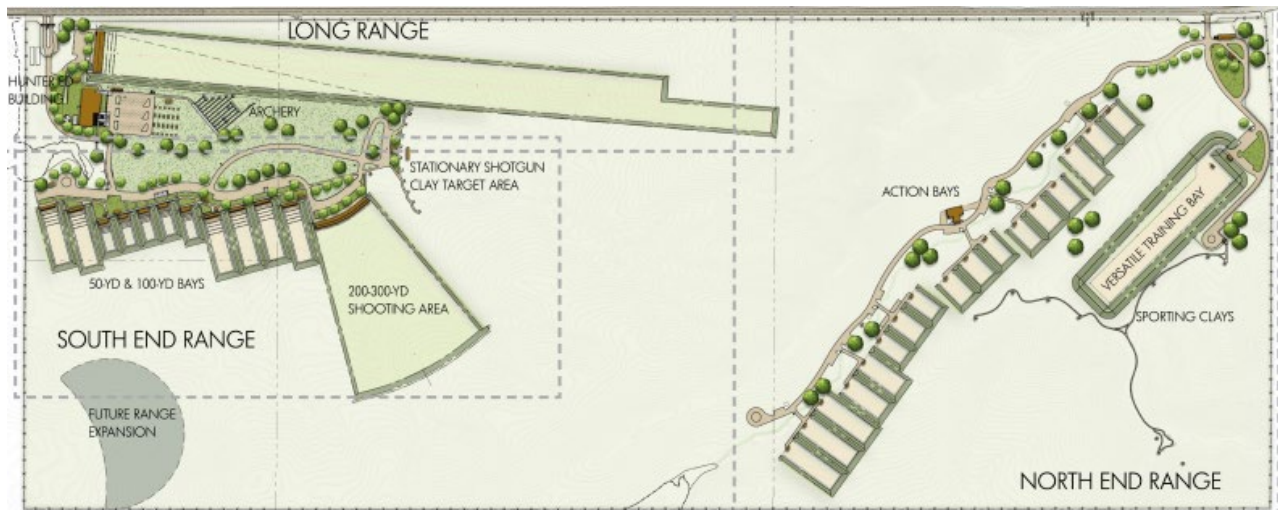 LONG RANGE
HUNTER ED
BUILDING
ARCHERY
STATIONARY SHOTGUN
CLAY TARGET AREA
ACTION BAYS
VERSATILE TRAINING BAY
50-YD & 100-YD BAYS
200-300-YD
SHOOTING AREA
SPORTING CLAYS
SOUTH END RANGE
FUTURE RANGE
EXPANSION
NORTH END RANGE